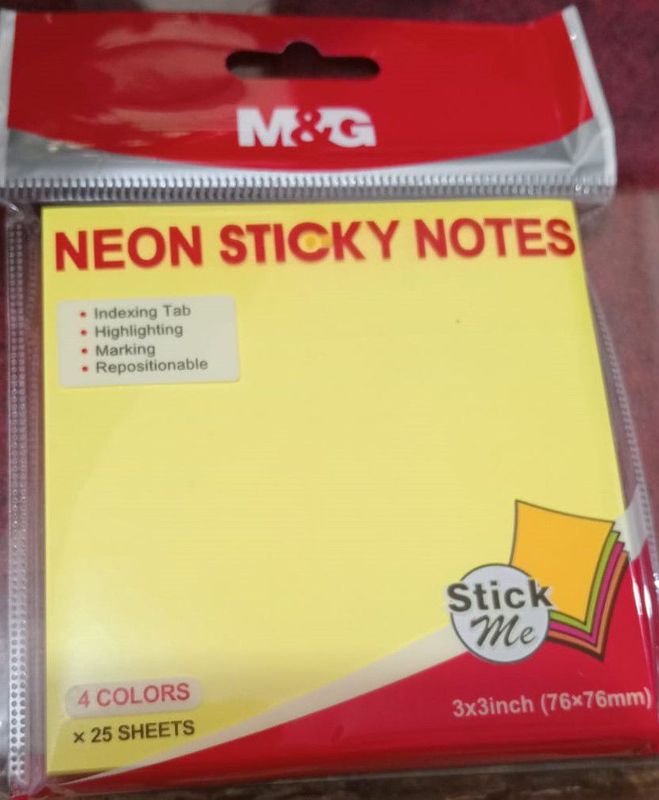 M&G
NEON STICKY NOTES
• Indexing Tab
• Highlighting
• Marking
• Repositionable
Stick
Me
4 COLORS
× 25 SHEETS
3x3inch (76×76mm)